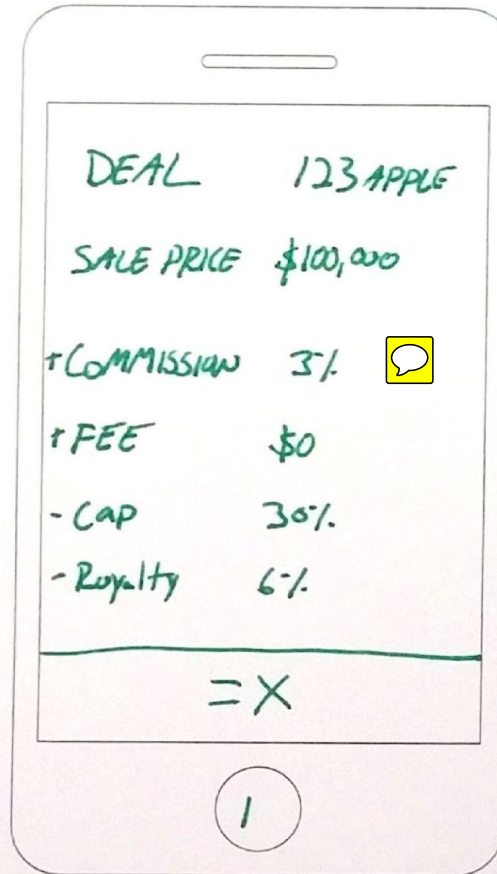 DEAL 123 APPLE
SALE PRICE $100,000
+COMMISSION 3%
+FEE $0
- Cap 30%
- Royalty 6%
= X
1